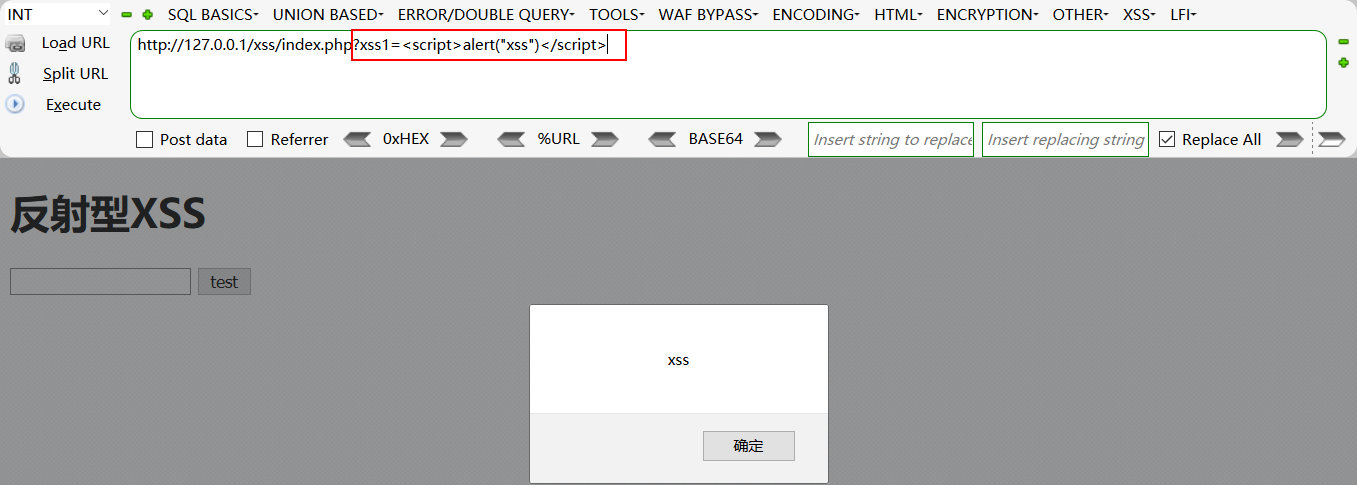 INT SQL BASICS UNION BASED ERROR/DOUBLE QUERY TOOLS WAF BYPASS ENCODING HTML ENCRYPTION OTHER XSS LFI
Load URL
http://127.0.0.1/xss/index.php?xss1=<script>alert("xss")</script>
Split URL
Execute
Post data Referrer 0xHEX %URL BASE64 Insert string to replace Insert replacing string Replace All
反射型XSS
test
xss
确定